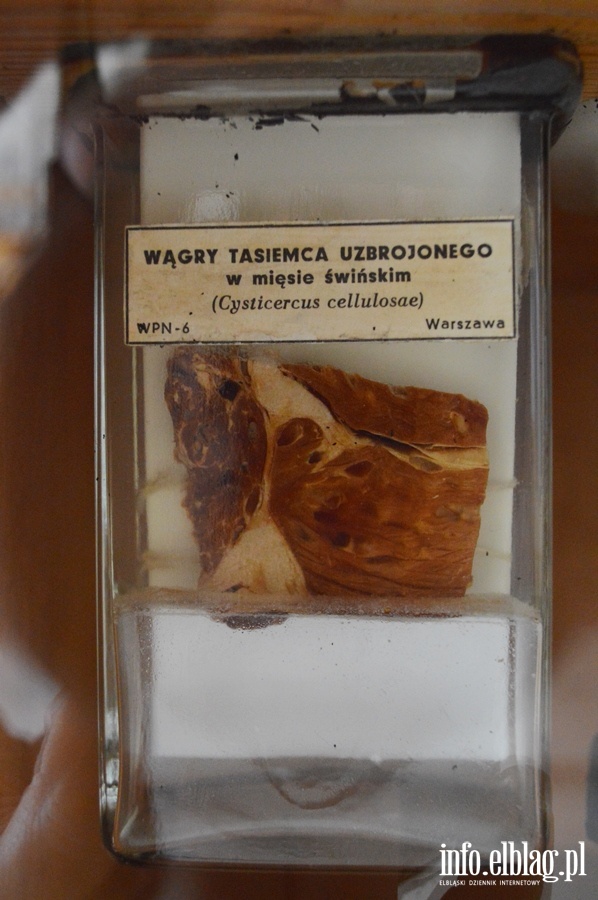 WĄGRY TASIEMCA UZBROJONEGO
w mięsie świńskim
(Cysticercus cellulosae)
WPN-6 Warszawa
info.elblag.pl
ELBLĄSKI DZIENNIK INTERNETOWY